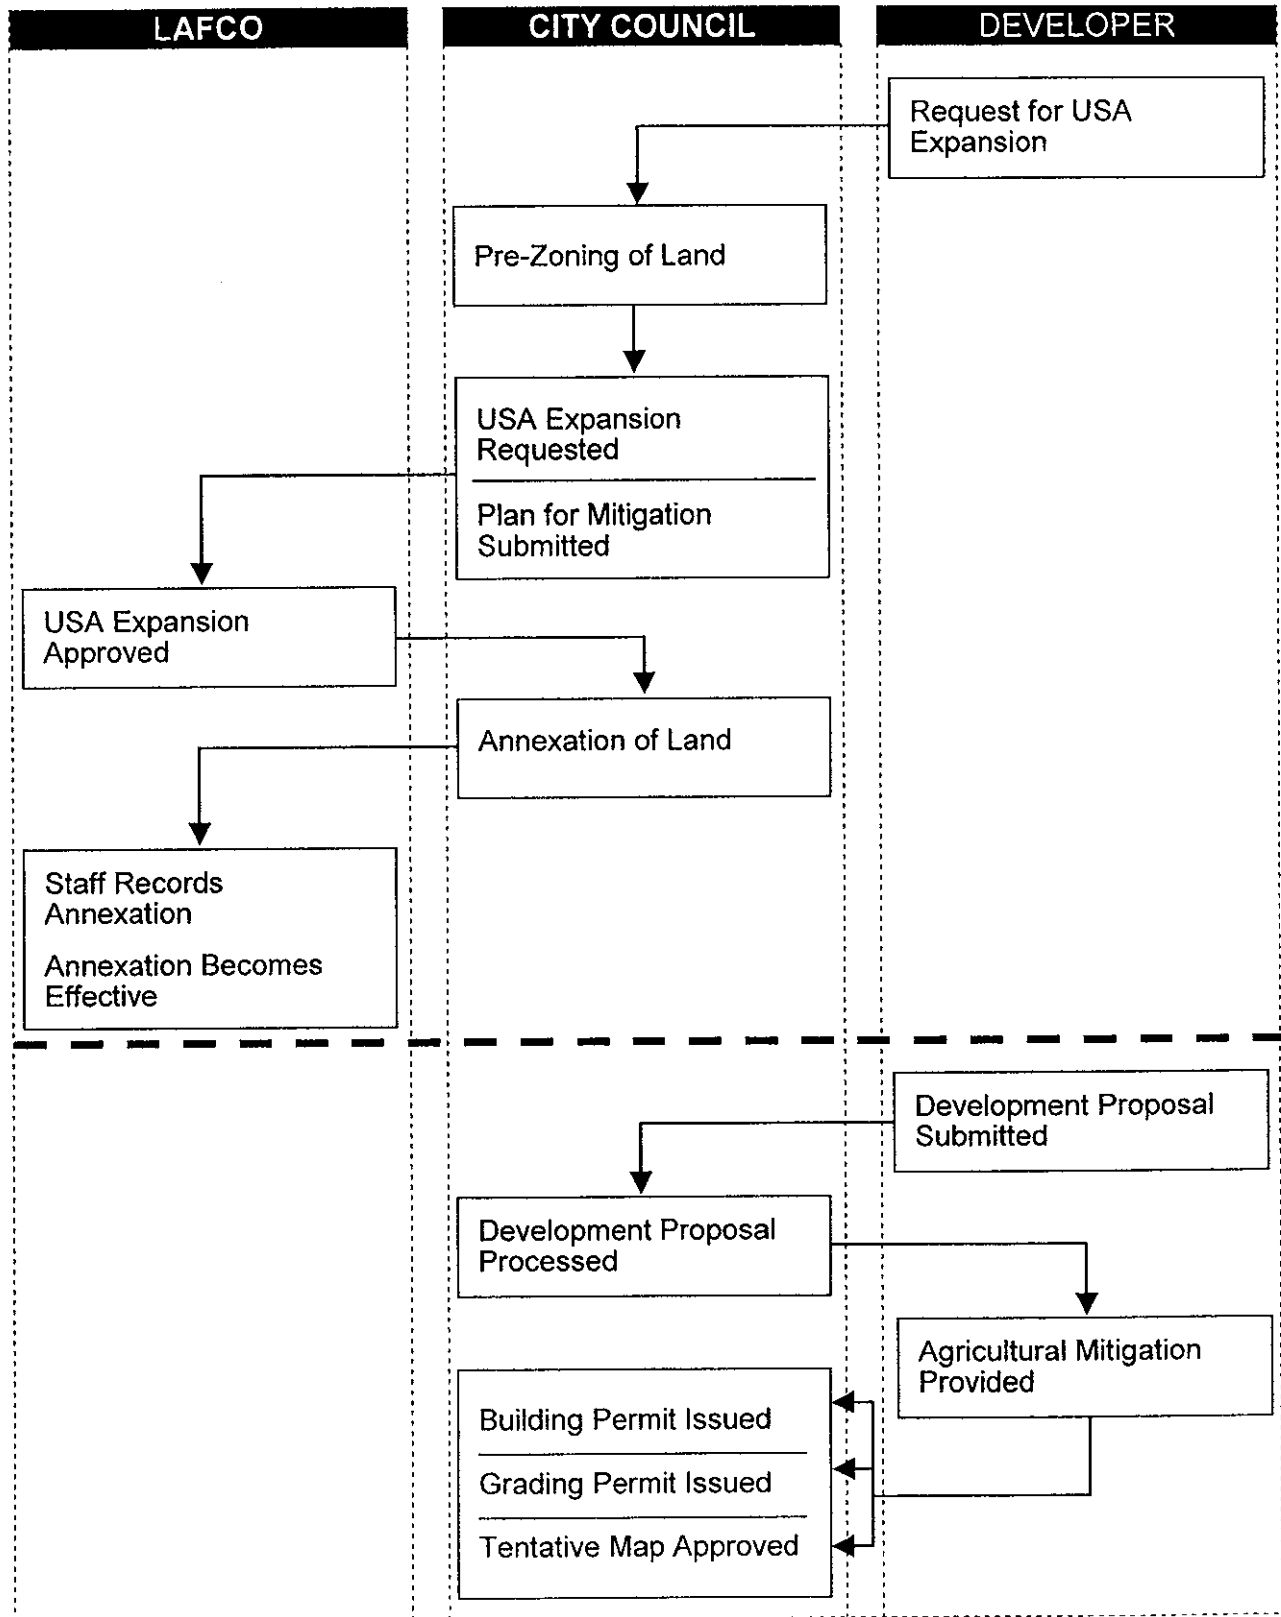 LAFCO
CITY COUNCIL
DEVELOPER
Request for USA
Expansion
Pre-Zoning of Land
USA Expansion
Requested
Plan for Mitigation
Submitted
USA Expansion
Approved
Annexation of Land
Staff Records
Annexation
Annexation Becomes
Effective
Development Proposal
Submitted
Development Proposal
Processed
Agricultural Mitigation
Provided
Building Permit Issued
Grading Permit Issued
Tentative Map Approved